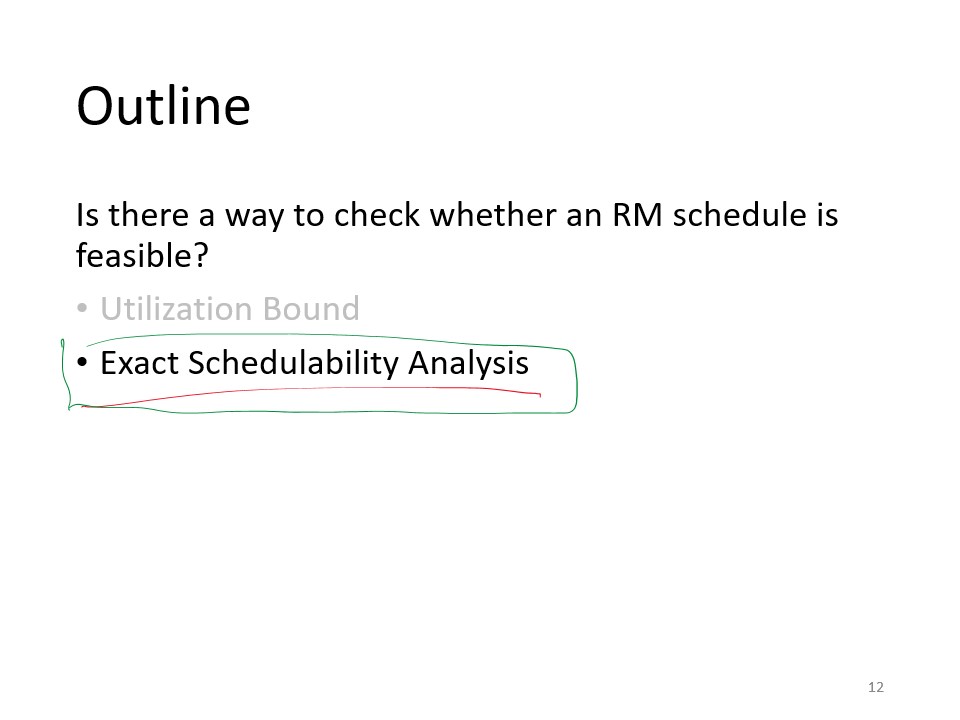 Outline
Is there a way to check whether an RM schedule is
feasible?
• Utilization Bound
• Exact Schedulability Analysis
12